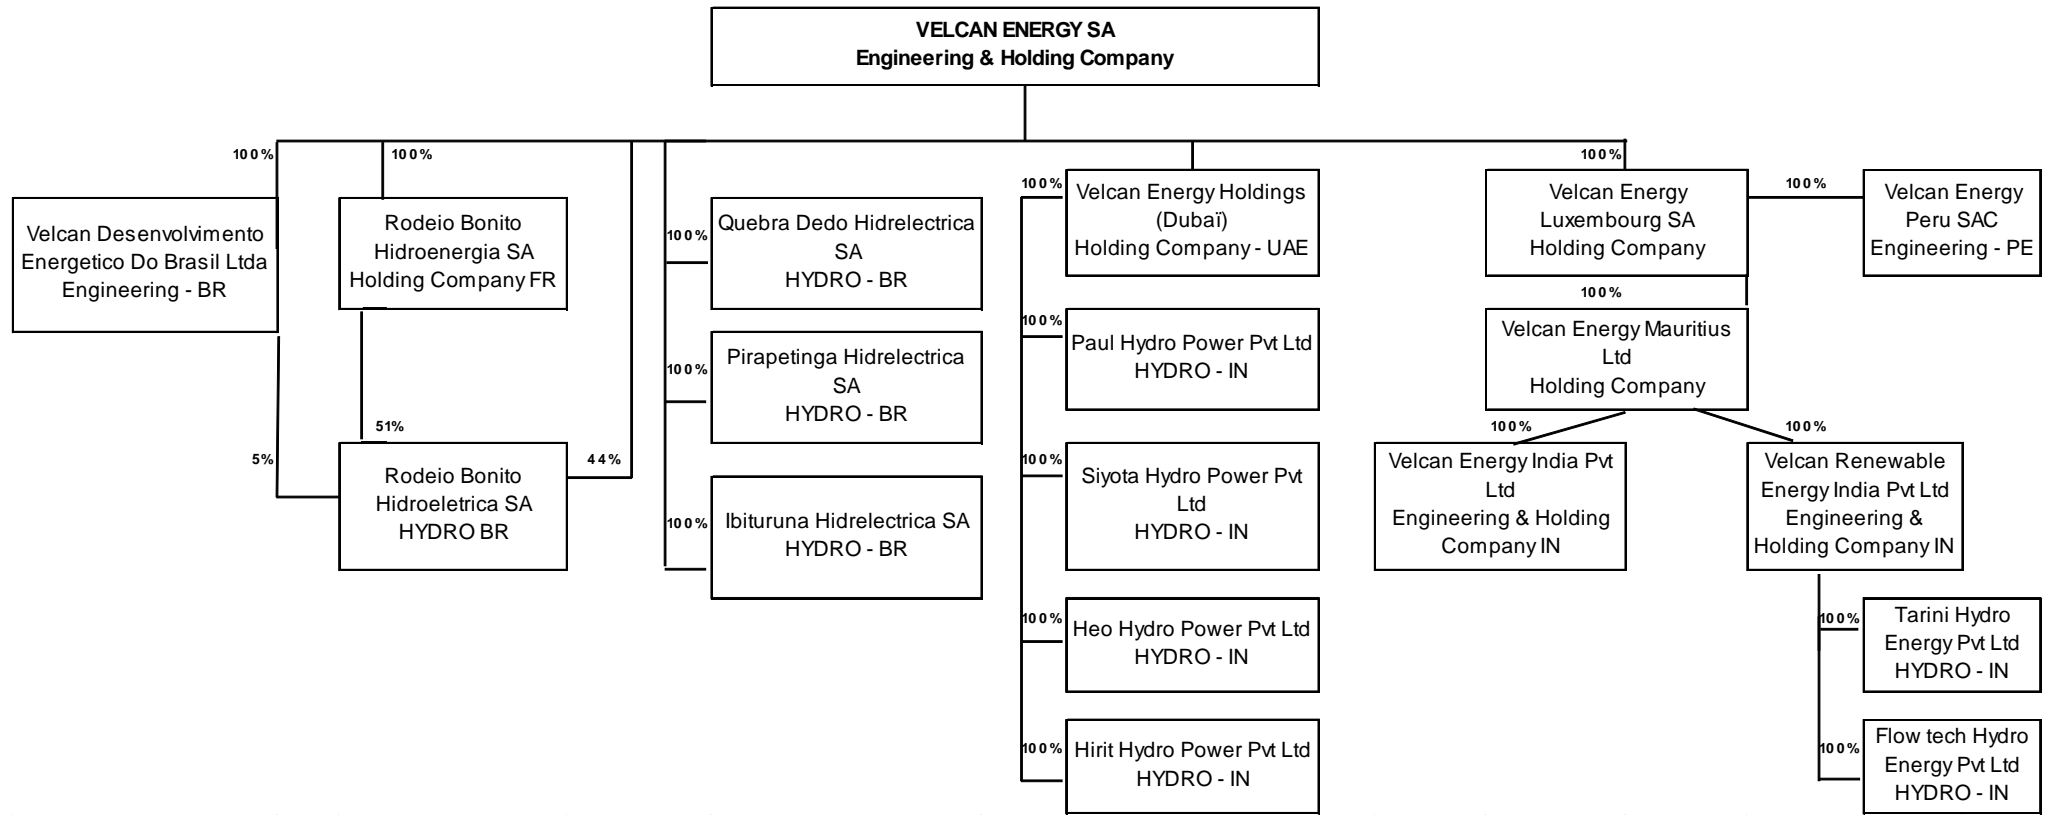 VELCAN ENERGY SA
Engineering & Holding Company
100%
100%
100%
100%
Velcan Desenvolvimento
Energetico Do Brasil Ltda
Engineering - BR
Rodeio Bonito
Hidroenergia SA
Holding Company FR
100%
Quebra Dedo Hidrelectrica
SA
HYDRO - BR
Velcan Energy Holdings
(Dubaï)
Holding Company - UAE
Velcan Energy
Luxembourg SA
Holding Company
100%
Velcan Energy
Peru SAC
Engineering - PE
100%
100%
Pirapetinga Hidrelectrica
SA
HYDRO - BR
100%
Paul Hydro Power Pvt Ltd
HYDRO - IN
Velcan Energy Mauritius
Ltd
Holding Company
51%
5%
44%
Rodeio Bonito
Hidroeletrica SA
HYDRO BR
100%
Ibituruna Hidrelectrica SA
HYDRO - BR
100%
Siyota Hydro Power Pvt
Ltd
HYDRO - IN
100%
100%
Velcan Energy India Pvt
Ltd
Engineering & Holding
Company IN
Velcan Renewable
Energy India Pvt Ltd
Engineering &
Holding Company IN
100%
Heo Hydro Power Pvt Ltd
HYDRO - IN
100%
Tarini Hydro
Energy Pvt Ltd
HYDRO - IN
100%
Hirit Hydro Power Pvt Ltd
HYDRO - IN
100%
Flow tech Hydro
Energy Pvt Ltd
HYDRO - IN